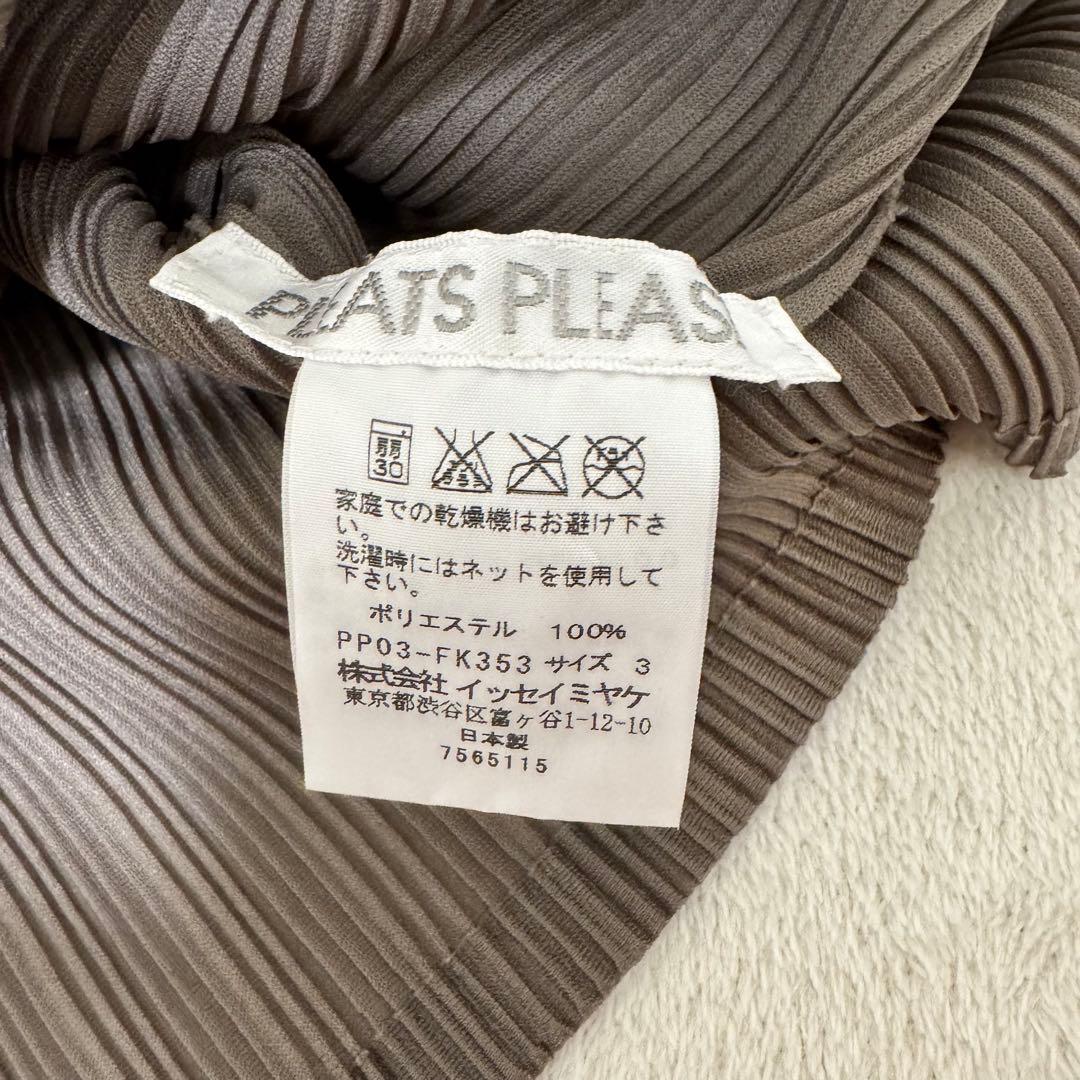 PLEATS PLEAS
弱
30
家庭での乾燥機はお避け下さ
い。
洗濯時にはネットを使用して
下さい。
ポリエステル 100%
PP03-FK353 サイズ 3
株式会社 イッセイミヤケ
東京都渋谷区富ヶ谷1-12-10
日本製
7565115